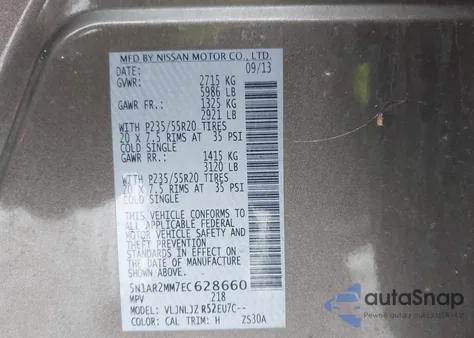 MFD BY NISSAN MOTOR CO., LTD.
DATE: 09/13
GVWR: 2715 KG
5986 LB
GAWR FR.: 1325 KG
2921 LB
WITH P235/55R20 TIRES
20 X 7.5 RIMS AT 35 PSI
COLD SINGLE
GAWR RR.: 1415 KG
3120 LB
WITH P235/55R20 TIRES
20 X 7.5 RIMS AT 35 PSI
COLD SINGLE
THIS VEHICLE CONFORMS TO
ALL APPLICABLE FEDERAL
MOTOR VEHICLE SAFETY AND
THEFT PREVENTION
STANDARDS IN EFFECT ON THE
DATE OF MANUFACTURE
5N1AR2MM7EC628660
MPV 218
MODEL: VLJNLJZ R52EU7C--
COLOR: CAL TRIM: H ZS30A
autoSnap